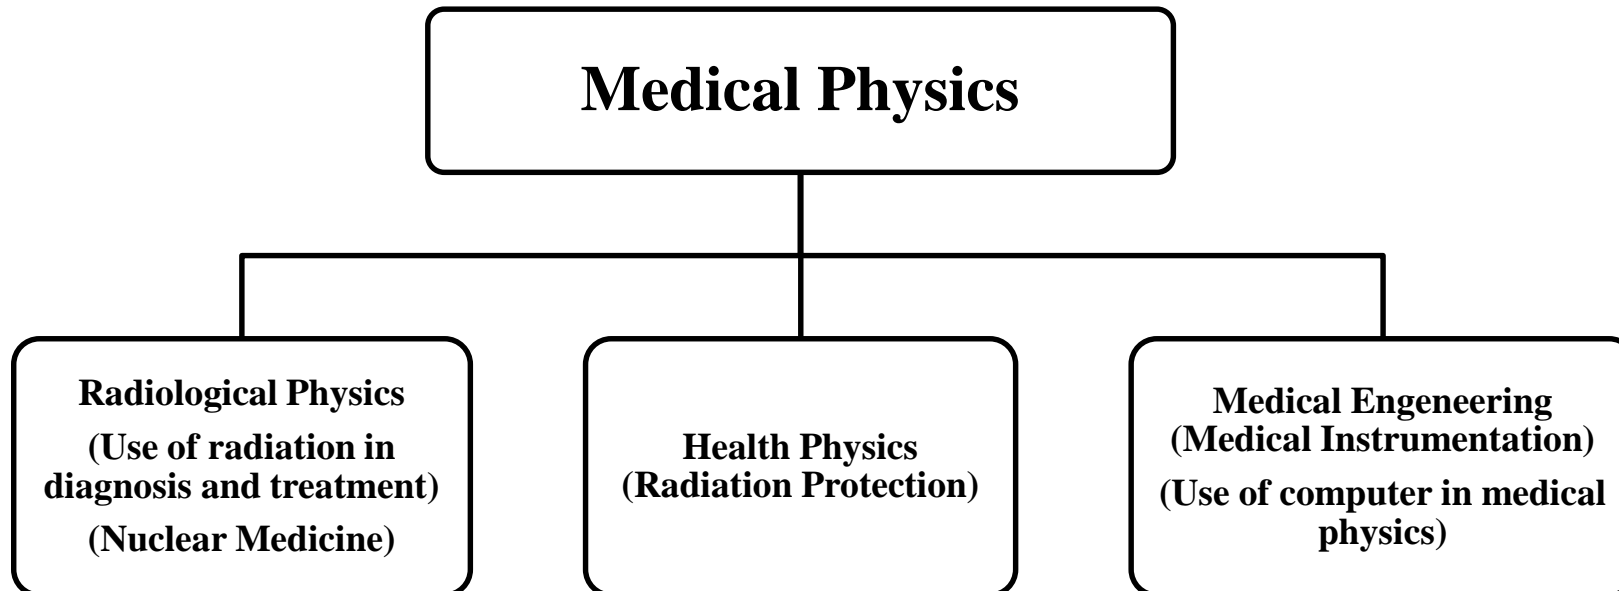 Medical Physics
Radiological Physics
(Use of radiation in
diagnosis and treatment)
(Nuclear Medicine)
Health Physics
(Radiation Protection)
Medical Engeneering
(Medical Instrumentation)
(Use of computer in medical
physics)